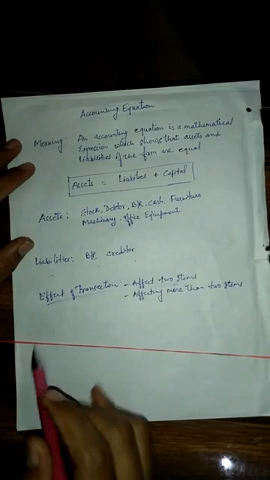 Accounting Equation
Meaning: An accounting equation is a mathematical
Expression which shows that assets and
liabilities of the firm are equal
Assets = Liabilities + Capital
Assets: Stock, Debtor, B/R, Cash, Furniture
Machinary, office Equipment
Liabilities: B/P, creditor
Effect of Transection - Affect two Items
- Affecting more than two Items